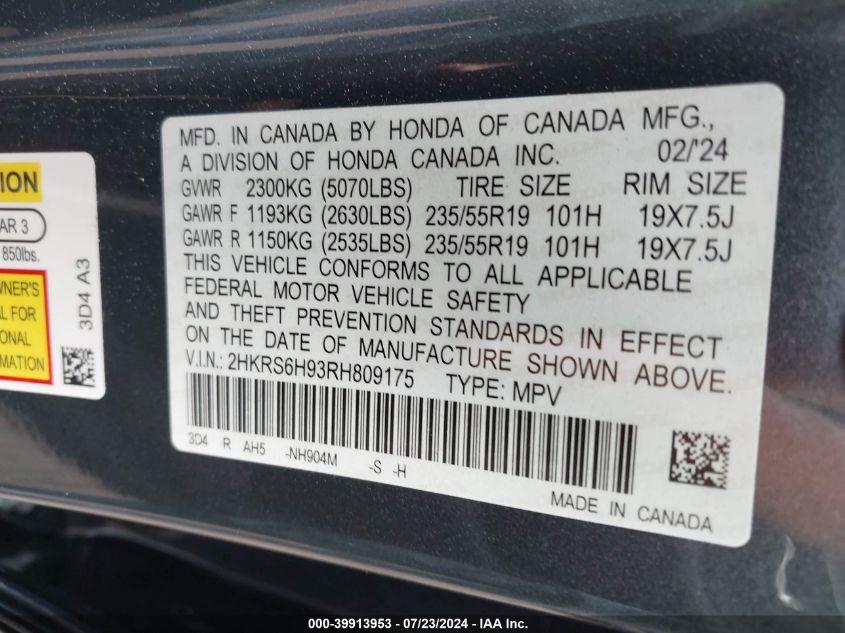 MFD. IN CANADA BY HONDA OF CANADA MFG.,
A DIVISION OF HONDA CANADA INC. 02/'24
GVWR 2300KG (5070LBS) TIRE SIZE RIM SIZE
GAWR F 1193KG (2630LBS) 235/55R19 101H 19X7.5J
GAWR R 1150KG (2535LBS) 235/55R19 101H 19X7.5J
THIS VEHICLE CONFORMS TO ALL APPLICABLE
FEDERAL MOTOR VEHICLE SAFETY
AND THEFT PREVENTION STANDARDS IN EFFECT
ON THE DATE OF MANUFACTURE SHOWN ABOVE.
V.I.N.: 2HKRS6H93RH809175 TYPE: MPV
3D4 R AH5 -NH904M -S -H
MADE IN CANADA
AR 3
850lbs.
3D4 A3
000-39913953 / 07/23/2024 - IAA Inc.